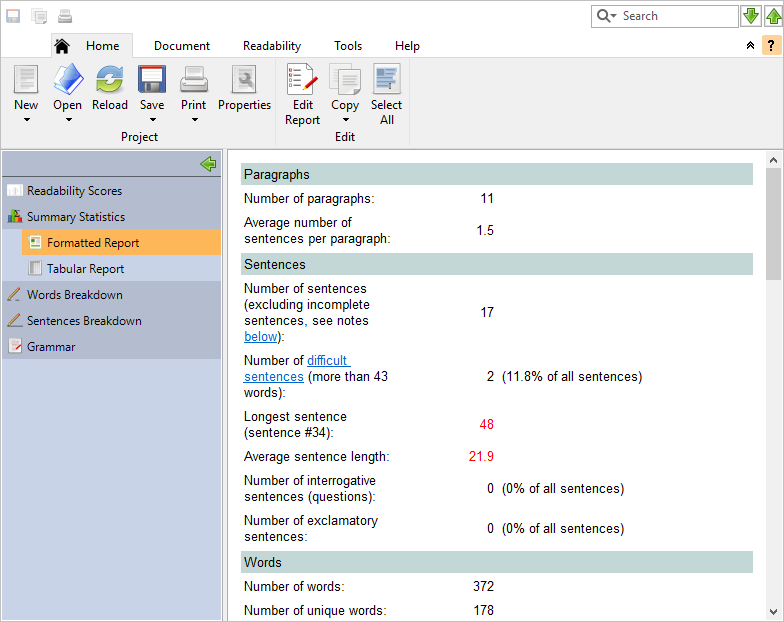 Search
Home Document Readability Tools Help
?
New Open Reload Save Print Properties Edit Report Copy Select All
Project Edit
Readability Scores
Summary Statistics
Formatted Report
Tabular Report
Words Breakdown
Sentences Breakdown
Grammar
Paragraphs
Number of paragraphs: 11
Average number of
sentences per paragraph: 1.5
Sentences
Number of sentences
(excluding incomplete
sentences, see notes
below): 17
Number of difficult
sentences (more than 43
words): 2 (11.8% of all sentences)
Longest sentence
(sentence #34): 48
Average sentence length: 21.9
Number of interrogative
sentences (questions): 0 (0% of all sentences)
Number of exclamatory
sentences: 0 (0% of all sentences)
Words
Number of words: 372
Number of unique words: 178